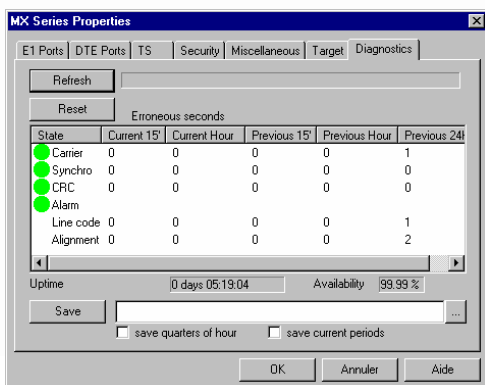 MX Series Properties
E1 Ports DTE Ports TS Security Miscellaneous Target Diagnostics
Refresh
Reset
Erroneous seconds
State Current 15' Current Hour Previous 15' Previous Hour Previous 24H
Carrier 0 0 0 0 1
Synchro 0 0 0 0 0
CRC 0 0 0 0 0
Alarm
Line code 0 0 0 0 1
Alignment 0 0 0 0 2
Uptime 0 days 05:19:04 Availability 99.99 %
Save ...
save quarters of hour save current periods
OK Annuler Aide